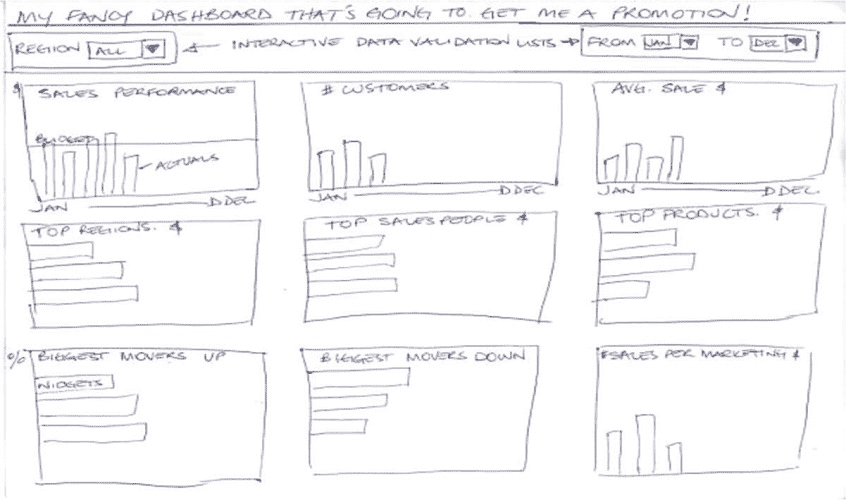 MY FANCY DASHBOARD THAT'S GOING TO GET ME A PROMOTION!
REGION ALL ← INTERACTIVE DATA VALIDATION LISTS → FROM JAN TO DEC
$ SALES PERFORMANCE
# CUSTOMERS
AVG. SALE $
BUDGET
ACTUALS
JAN DEC
JAN DEC
JAN DEC.
TOP REGIONS. $
TOP SALES PEOPLE $
TOP PRODUCTS. $
% BIGGEST MOVERS UP
BIGGEST MOVERS DOWN
$SALES PER MARKETING $
WIDGETS